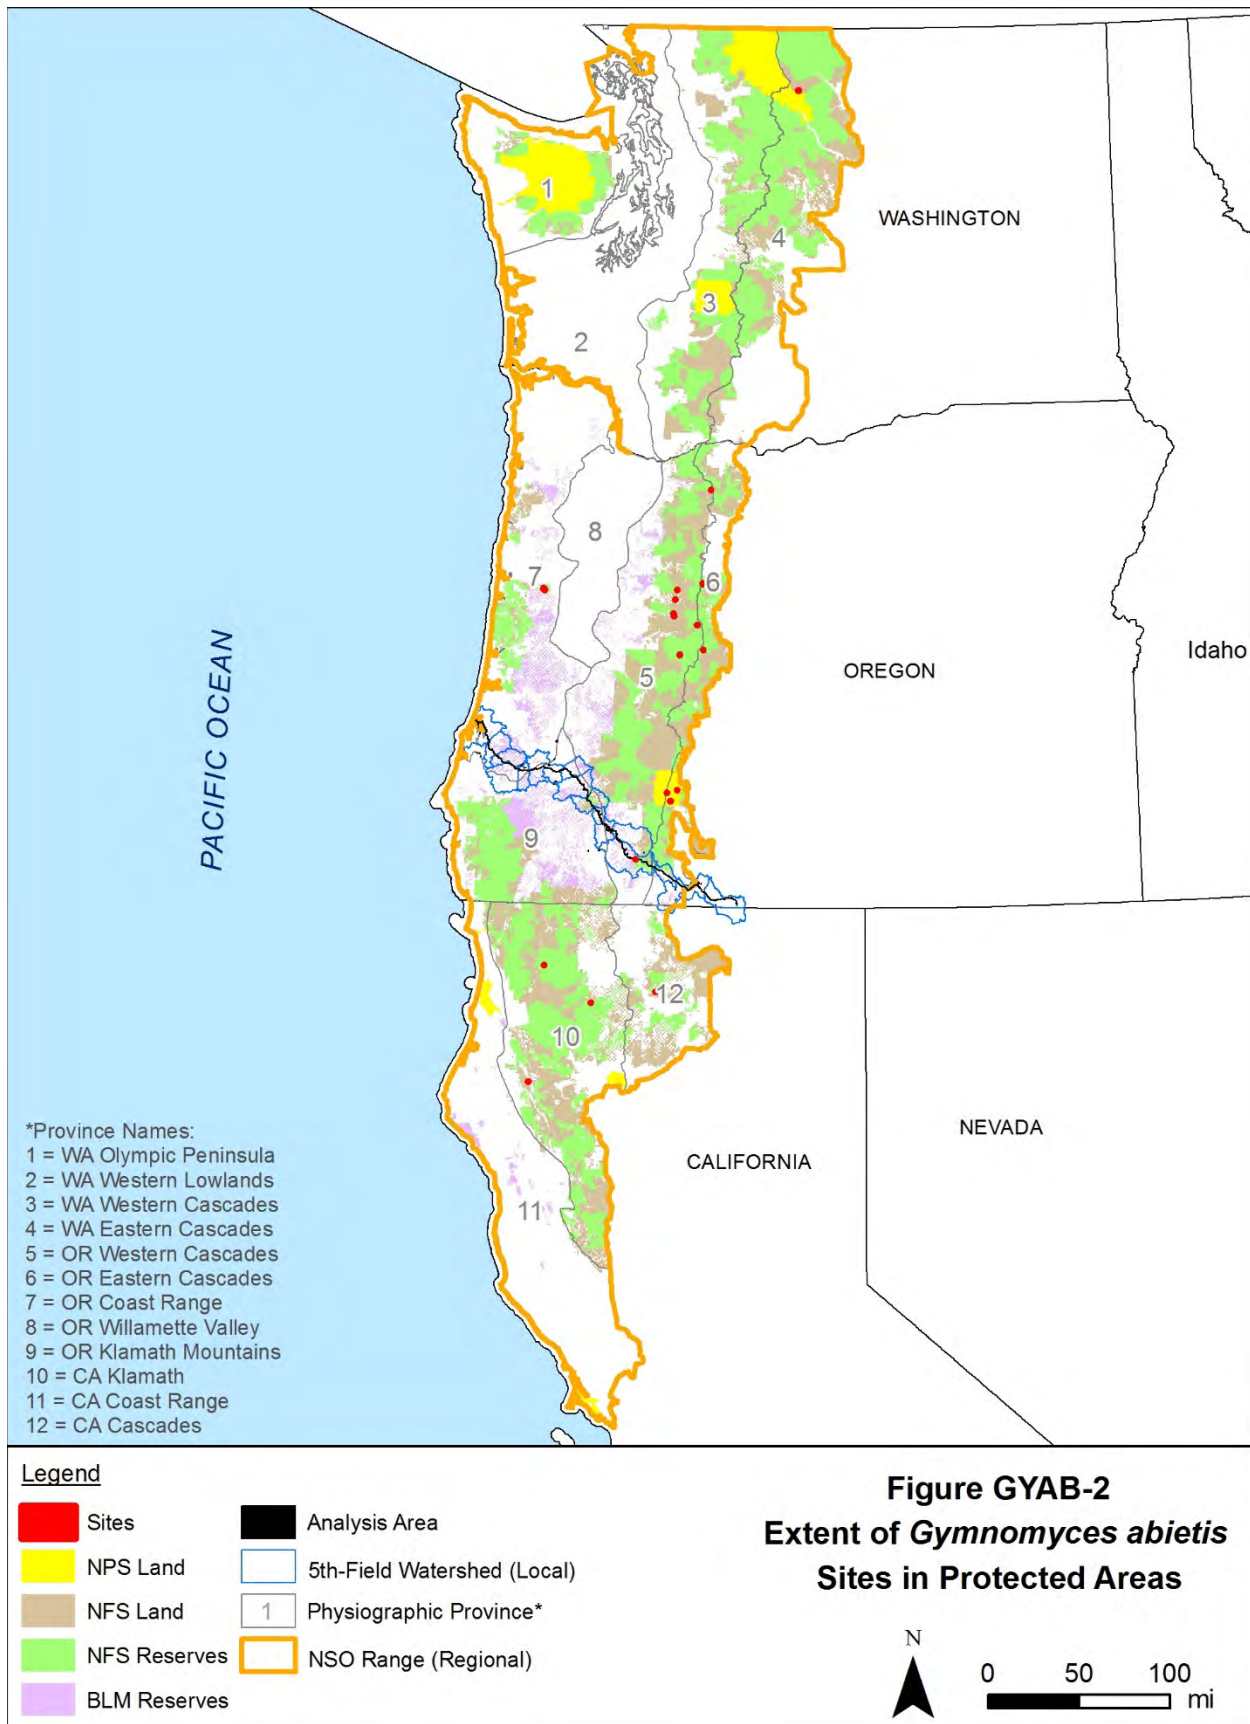 WASHINGTON
1
4
3
2
8
7
6
5
OREGON
Idaho
PACIFIC OCEAN
9
12
10
11
CALIFORNIA
NEVADA
*Province Names:
1 = WA Olympic Peninsula
2 = WA Western Lowlands
3 = WA Western Cascades
4 = WA Eastern Cascades
5 = OR Western Cascades
6 = OR Eastern Cascades
7 = OR Coast Range
8 = OR Willamette Valley
9 = OR Klamath Mountains
10 = CA Klamath
11 = CA Coast Range
12 = CA Cascades
Legend
Sites
NPS Land
NFS Land
NFS Reserves
BLM Reserves
Analysis Area
5th-Field Watershed (Local)
1 Physiographic Province*
NSO Range (Regional)
Figure GYAB-2
Extent of Gymnomyces abietis
Sites in Protected Areas
N
0 50 100
mi